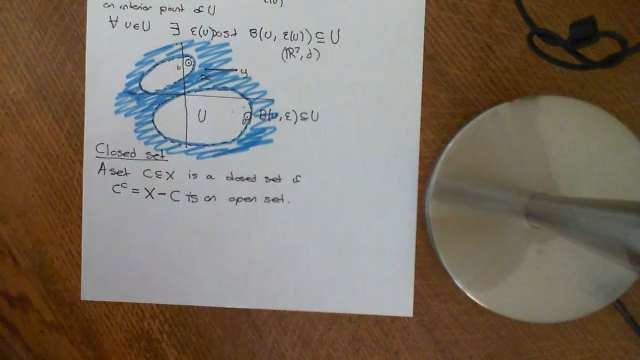 an interior point of U
∀ u∈U ∃ ε(u)>0 s.t B(u, ε(u)) ⊆ U
(ℝ², d)
x y
U B(u, ε) ⊆ U
Closed set
A set C⊆X is a closed set if
Cᶜ = X − C is an open set.